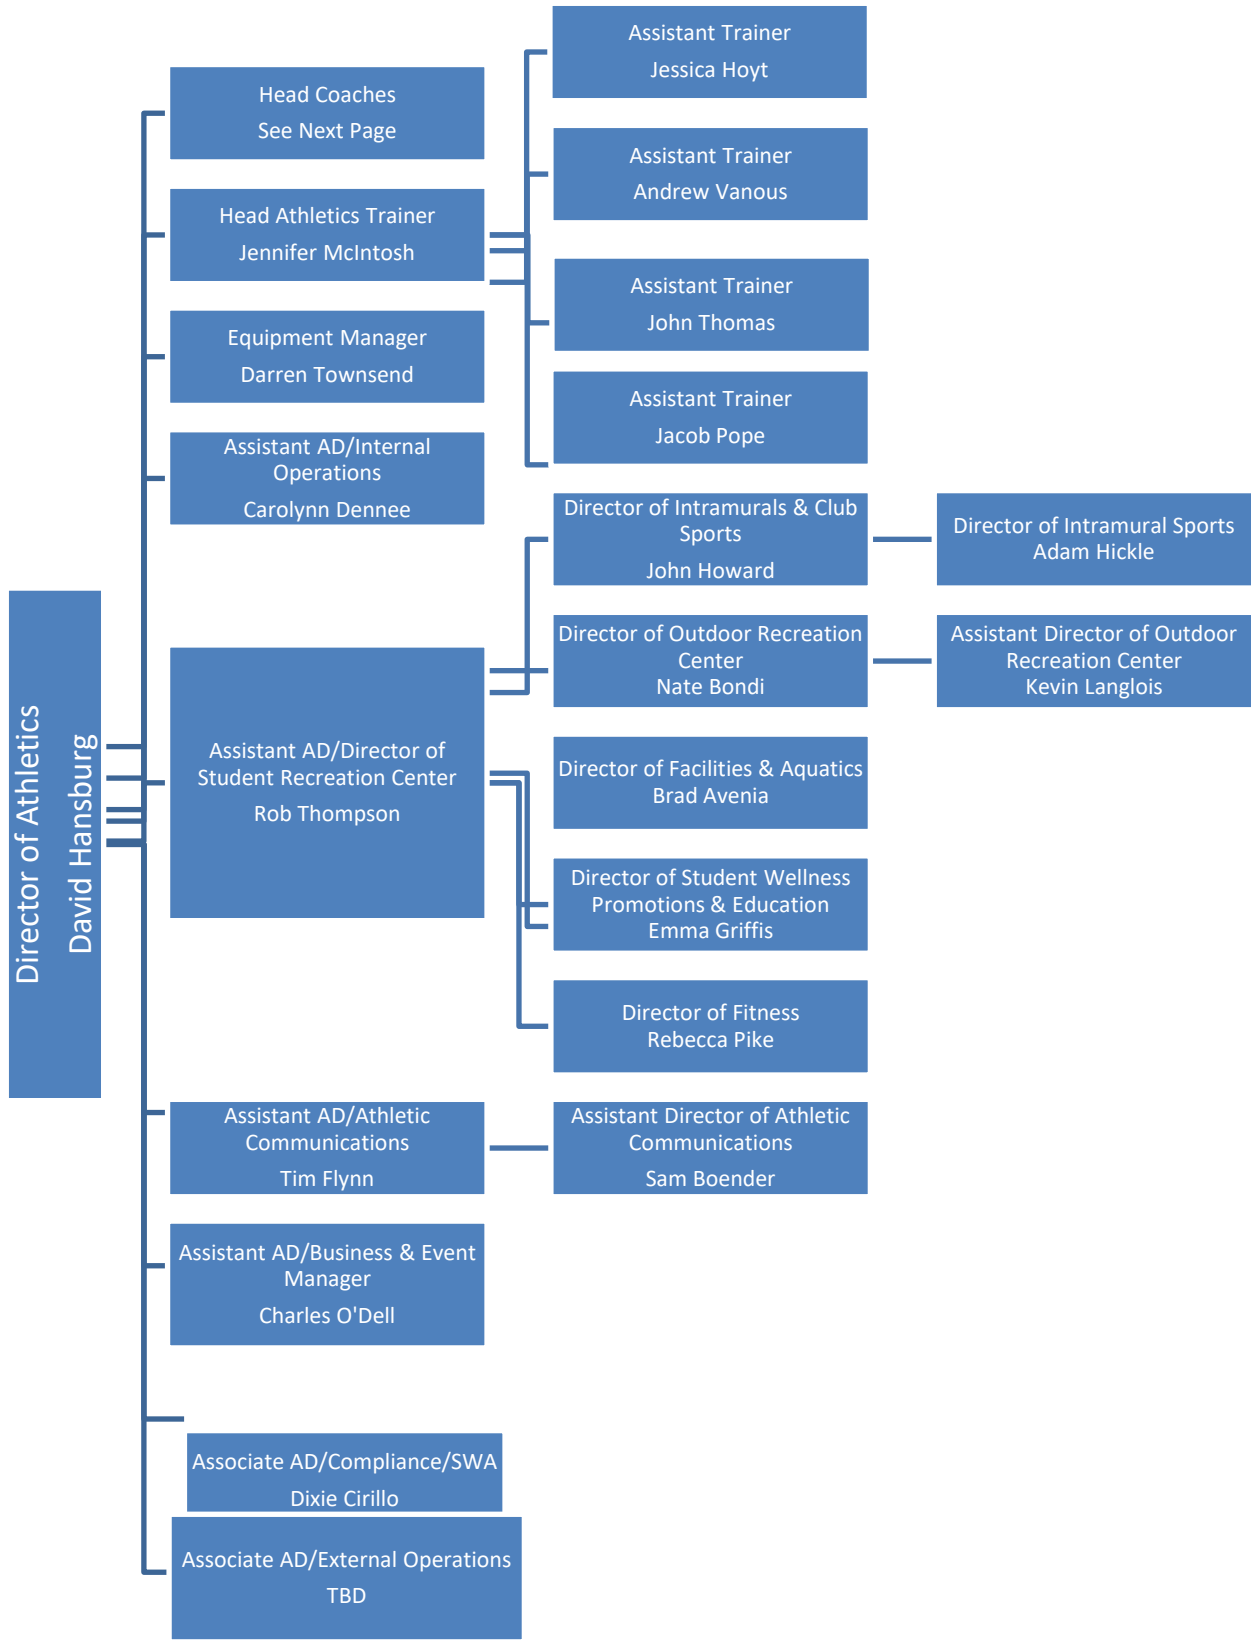 Director of Athletics
David Hansburg
Head Coaches
See Next Page
Head Athletics Trainer
Jennifer McIntosh
Assistant Trainer
Jessica Hoyt
Assistant Trainer
Andrew Vanous
Assistant Trainer
John Thomas
Assistant Trainer
Jacob Pope
Equipment Manager
Darren Townsend
Assistant AD/Internal
Operations
Carolynn Dennee
Assistant AD/Director of
Student Recreation Center
Rob Thompson
Director of Intramurals & Club
Sports
John Howard
Director of Intramural Sports
Adam Hickle
Director of Outdoor Recreation
Center
Nate Bondi
Assistant Director of Outdoor
Recreation Center
Kevin Langlois
Director of Facilities & Aquatics
Brad Avenia
Director of Student Wellness
Promotions & Education
Emma Griffis
Director of Fitness
Rebecca Pike
Assistant AD/Athletic
Communications
Tim Flynn
Assistant Director of Athletic
Communications
Sam Boender
Assistant AD/Business & Event
Manager
Charles O'Dell
Associate AD/Compliance/SWA
Dixie Cirillo
Associate AD/External Operations
TBD